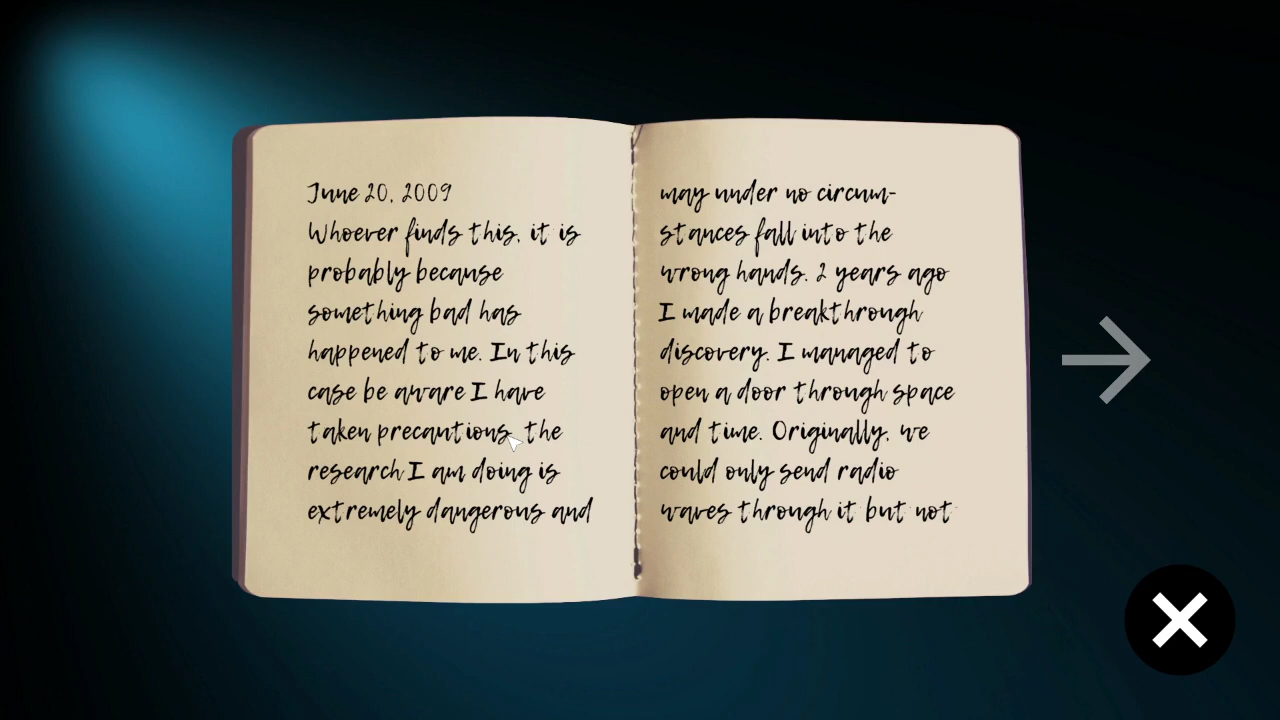 June 20, 2009
Whoever finds this, it is
probably because
something bad has
happened to me. In this
case be aware I have
taken precautions, the
research I am doing is
extremely dangerous and
may under no circum-
stances fall into the
wrong hands. 2 years ago
I made a breakthrough
discovery. I managed to
open a door through space
and time. Originally, we
could only send radio
waves through it but not